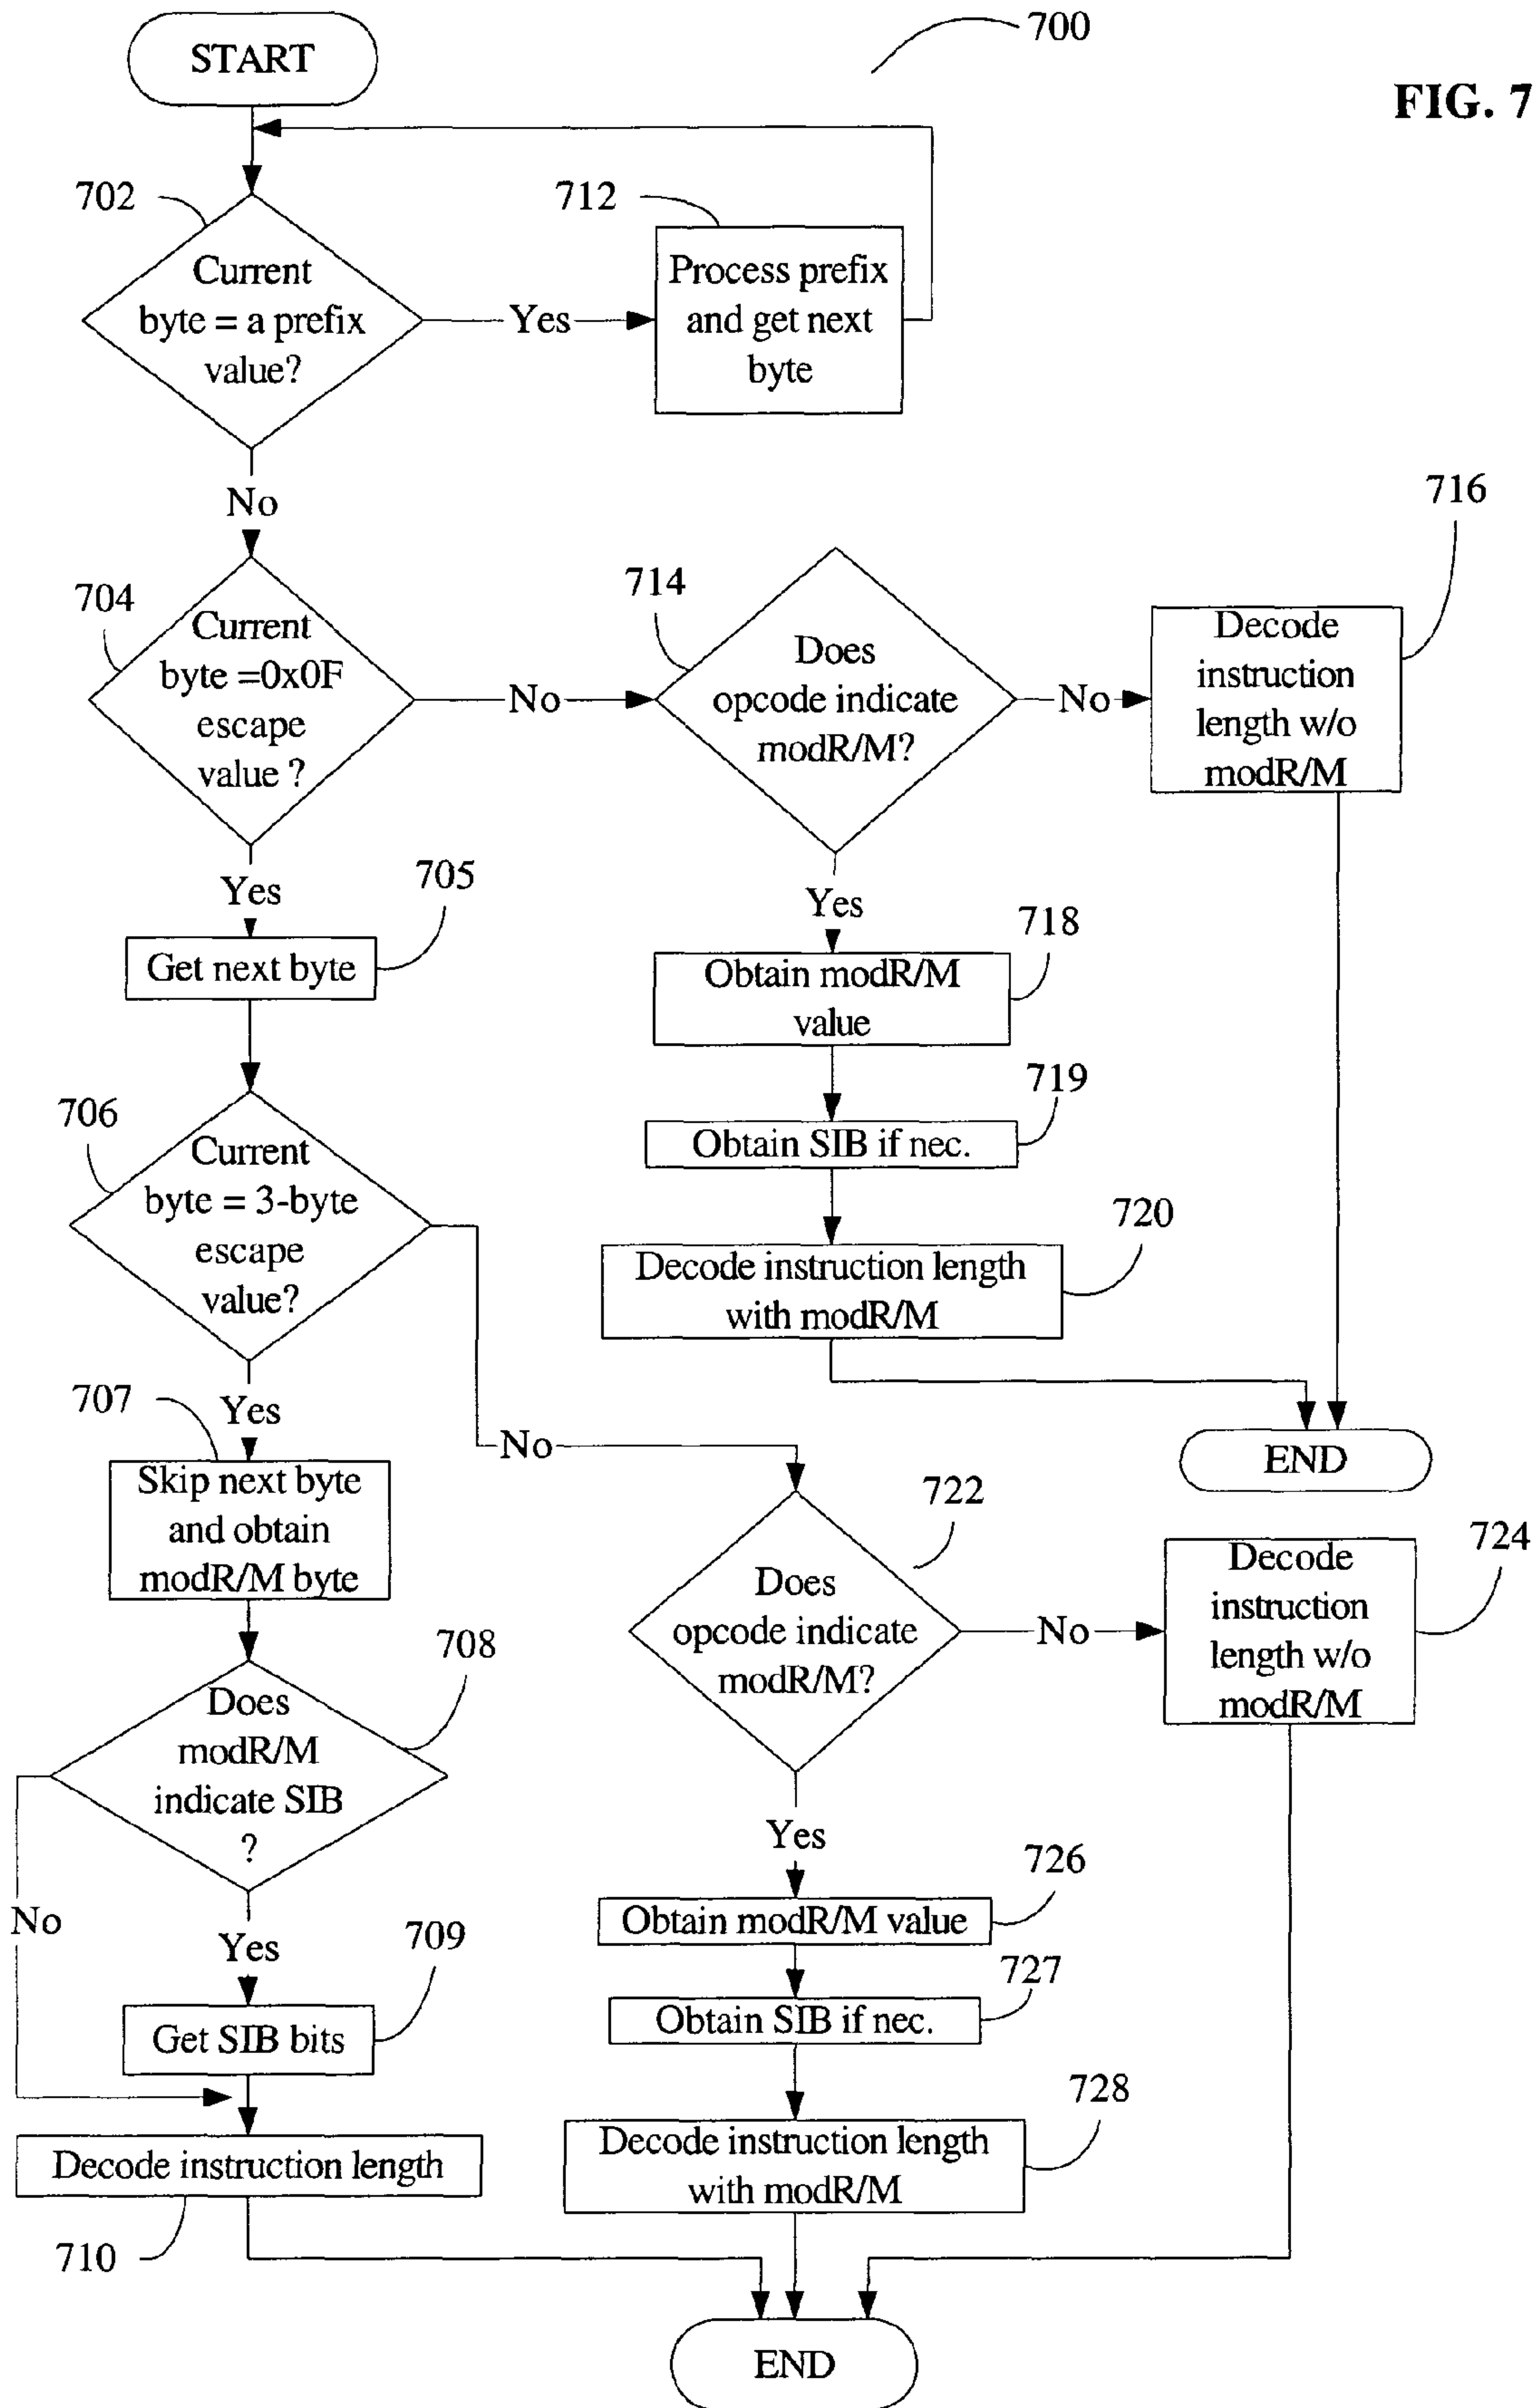 START
700
FIG. 7
702
Current
byte = a prefix
value?
Yes
712
Process prefix
and get next
byte
No
704
Current
byte =0x0F
escape
value ?
No
714
Does
opcode indicate
modR/M?
No
716
Decode
instruction
length w/o
modR/M
Yes
705
Get next byte
Yes
718
Obtain modR/M
value
719
Obtain SIB if nec.
720
Decode instruction length
with modR/M
END
706
Current
byte = 3-byte
escape
value?
No
Yes
707
Skip next byte
and obtain
modR/M byte
722
Does
opcode indicate
modR/M?
No
724
Decode
instruction
length w/o
modR/M
708
Does
modR/M
indicate SIB
?
No
Yes
709
Get SIB bits
Yes
726
Obtain modR/M value
727
Obtain SIB if nec.
728
Decode instruction length
with modR/M
Decode instruction length
710
END